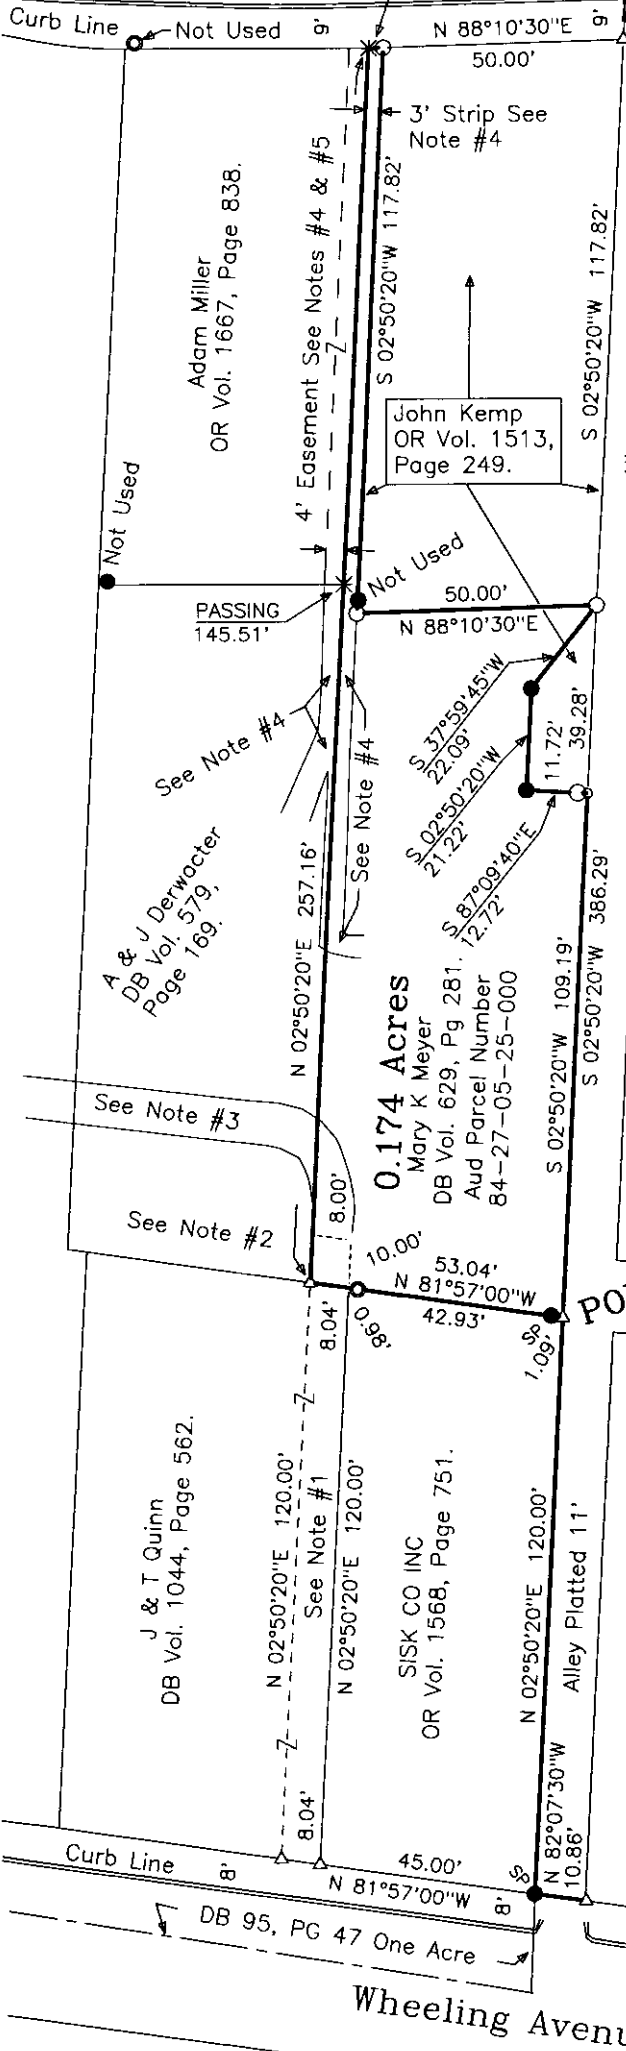 Curb Line
Not Used
9'
N 88°10'30"E
50.00'
9'
3' Strip See
Note #4
Adam Miller
OR Vol. 1667, Page 838.
4' Easement See Notes #4 & #5
S 02°50'20"W 117.82'
S 02°50'20"W 117.82'
John Kemp
OR Vol. 1513,
Page 249.
Not Used
Not Used
PASSING
145.51'
50.00'
N 88°10'30"E
S 37°59'45"W
22.09'
39.28'
11.72'
S 02°50'20"W
21.22'
S 87°09'40"E
12.72'
See Note #4
See Note #4
A & J Derwacter
DB Vol. 579,
Page 169.
N 02°50'20"E 257.16'
0.174 Acres
Mary K Meyer
DB Vol. 629, Pg 281.
Aud Parcel Number
84-27-05-25-000
S 02°50'20"W 109.19'
S 02°50'20"W 386.29'
See Note #3
See Note #2
8.00'
10.00'
53.04'
N 81°57'00"W
42.93'
8.04'
0.98'
SP
1.09'
PO
J & T Quinn
DB Vol. 1044, Page 562.
N 02°50'20"E 120.00'
See Note #1
N 02°50'20"E 120.00'
SISK CO INC
OR Vol. 1568, Page 751.
N 02°50'20"E 120.00'
Alley Platted 11'
8.04'
45.00'
N 81°57'00"W
SP
N 82°07'30"W
10.86'
Curb Line
8'
8'
DB 95, PG 47 One Acre
Wheeling Avenu